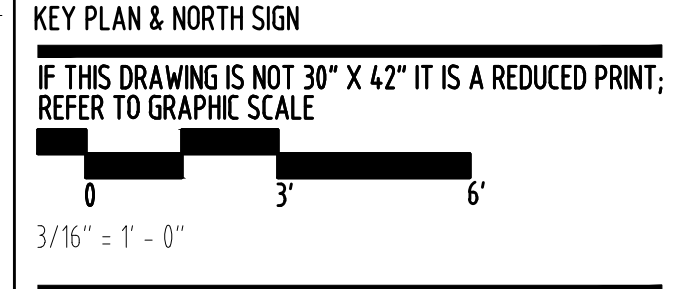 KEY PLAN & NORTH SIGN
IF THIS DRAWING IS NOT 30" X 42" IT IS A REDUCED PRINT;
REFER TO GRAPHIC SCALE
0 3' 6'
3/16" = 1' - 0"